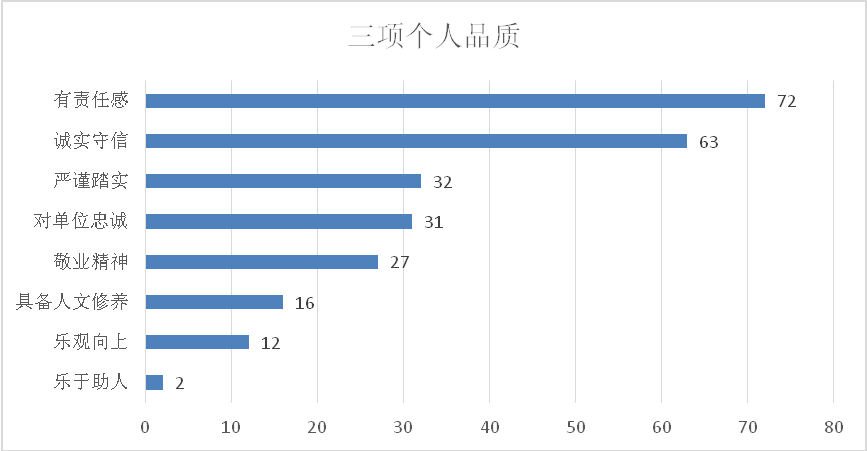 三项个人品质
有责任感 72
诚实守信 63
严谨踏实 32
对单位忠诚 31
敬业精神 27
具备人文修养 16
乐观向上 12
乐于助人 2
0 10 20 30 40 50 60 70 80